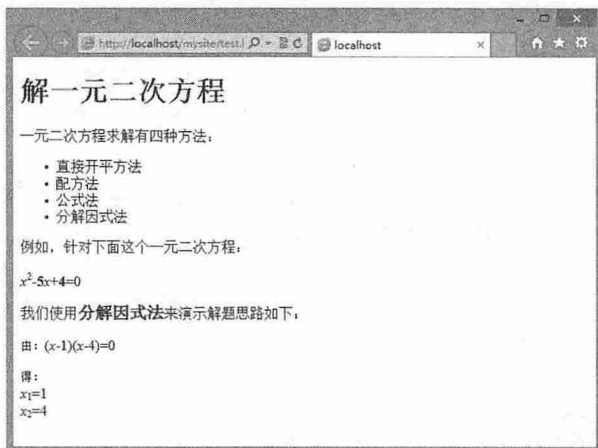 http://localhost/mysite/test.l
localhost
解一元二次方程
一元二次方程求解有四种方法：
• 直接开平方法
• 配方法
• 公式法
• 分解因式法
例如，针对下面这个一元二次方程：
x²-5x+4=0
我们使用分解因式法来演示解题思路如下：
由：(x-1)(x-4)=0
得：
x₁=1
x₂=4